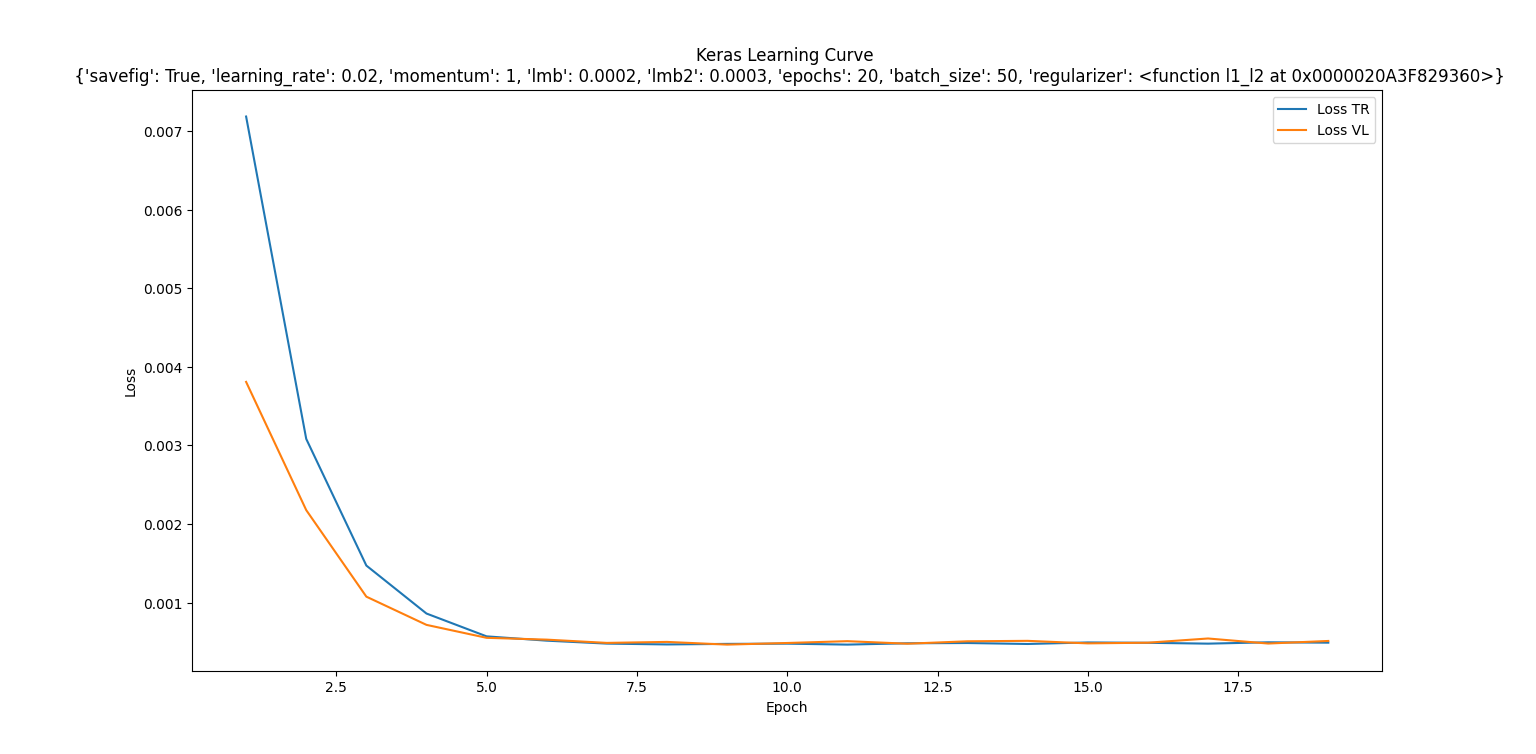 Keras Learning Curve
{'savefig': True, 'learning_rate': 0.02, 'momentum': 1, 'lmb': 0.0002, 'lmb2': 0.0003, 'epochs': 20, 'batch_size': 50, 'regularizer': <function l1_l2 at 0x0000020A3F829360>}
Loss TR
Loss VL
0.007
0.006
0.005
0.004
0.003
0.002
0.001
Loss
2.5 5.0 7.5 10.0 12.5 15.0 17.5
Epoch